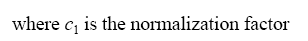 where c₁ is the normalization factor